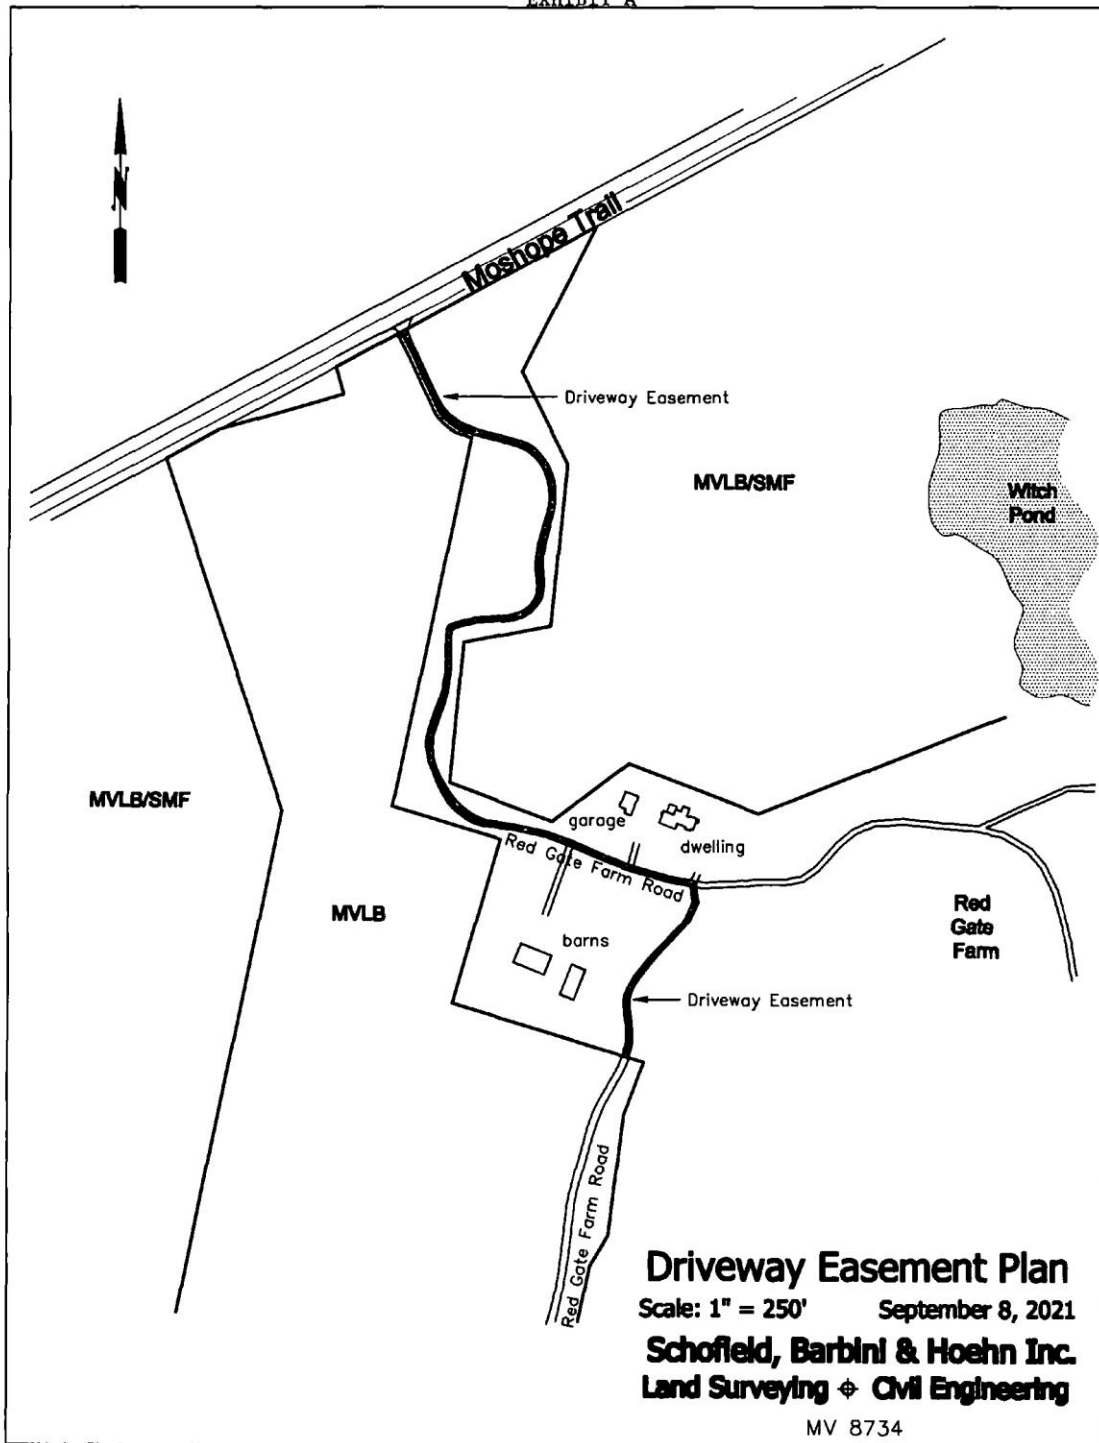 EXHIBIT A
N
Moshope Trail
Driveway Easement
MVLB/SMF
Witch
Pond
MVLB/SMF
garage
dwelling
Red Gate Farm Road
MVLB
Red
Gate
Farm
barns
Driveway Easement
Red Gate Farm Road
Driveway Easement Plan
Scale: 1" = 250' September 8, 2021
Schofield, Barbini & Hoehn Inc.
Land Surveying Civil Engineering
MV 8734